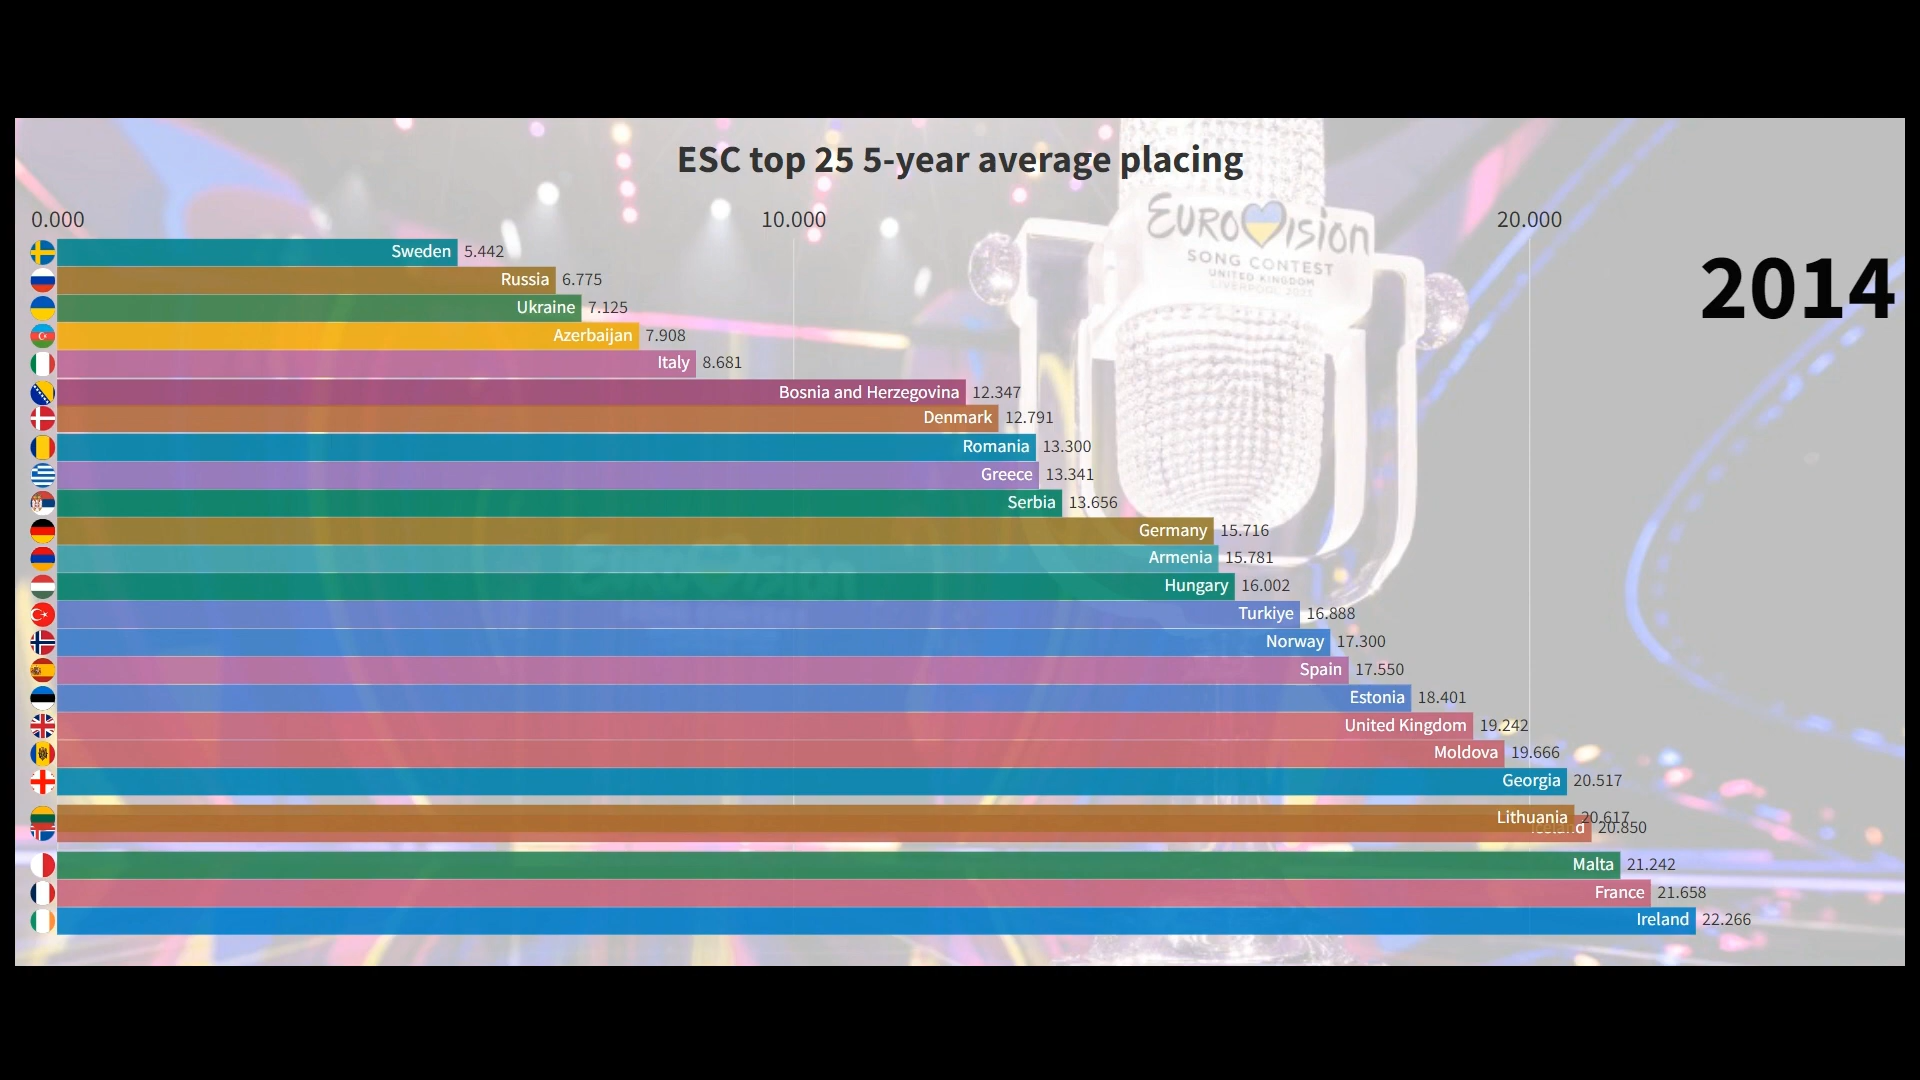 ESC top 25 5-year average placing
0.000 10.000 20.000
EUROVISION
SONG CONTEST
UNITED KINGDOM
2014
Sweden 5.442
Russia 6.775
Ukraine 7.125
Azerbaijan 7.908
Italy 8.681
Bosnia and Herzegovina 12.347
Denmark 12.791
Romania 13.300
Greece 13.341
Serbia 13.656
Germany 15.716
Armenia 15.781
Hungary 16.002
Turkiye 16.888
Norway 17.300
Spain 17.550
Estonia 18.401
United Kingdom 19.242
Moldova 19.666
Georgia 20.517
Lithuania 20.617
Iceland 20.850
Malta 21.242
France 21.658
Ireland 22.266